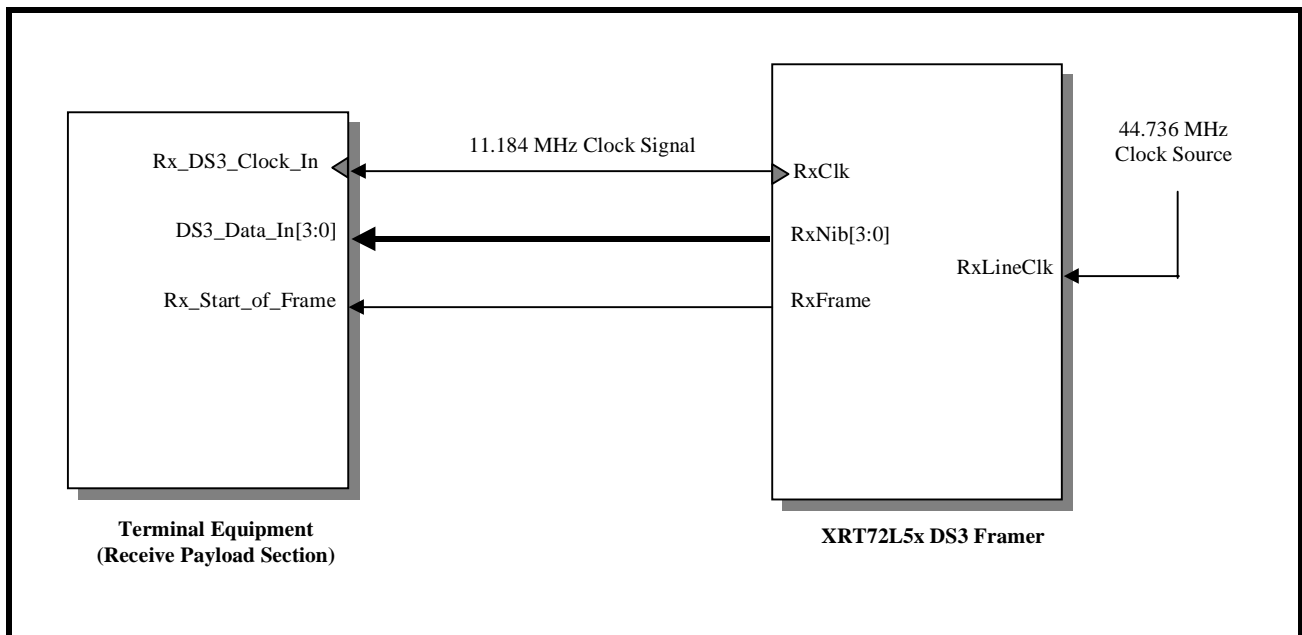 Rx_DS3_Clock_In
DS3_Data_In[3:0]
Rx_Start_of_Frame
Terminal Equipment
(Receive Payload Section)
11.184 MHz Clock Signal
RxClk
RxNib[3:0]
RxFrame
RxLineClk
XRT72L5x DS3 Framer
44.736 MHz
Clock Source